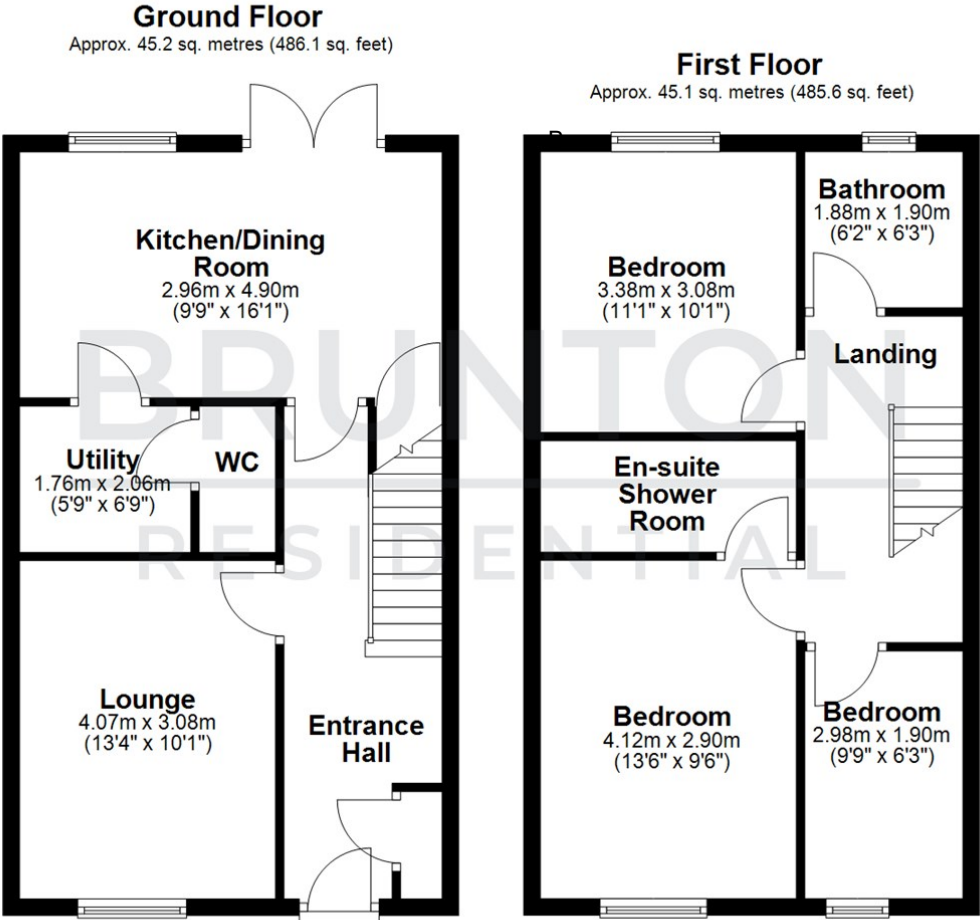 Ground Floor
Approx. 45.2 sq. metres (486.1 sq. feet)
Kitchen/Dining
Room
2.96m x 4.90m
(9'9" x 16'1")
Utility
1.76m x 2.06m
(5'9" x 6'9")
WC
Lounge
4.07m x 3.08m
(13'4" x 10'1")
Entrance
Hall
First Floor
Approx. 45.1 sq. metres (485.6 sq. feet)
Bedroom
3.38m x 3.08m
(11'1" x 10'1")
Bathroom
1.88m x 1.90m
(6'2" x 6'3")
Landing
En-suite
Shower
Room
Bedroom
4.12m x 2.90m
(13'6" x 9'6")
Bedroom
2.98m x 1.90m
(9'9" x 6'3")
BRUNTON
RESIDENTIAL